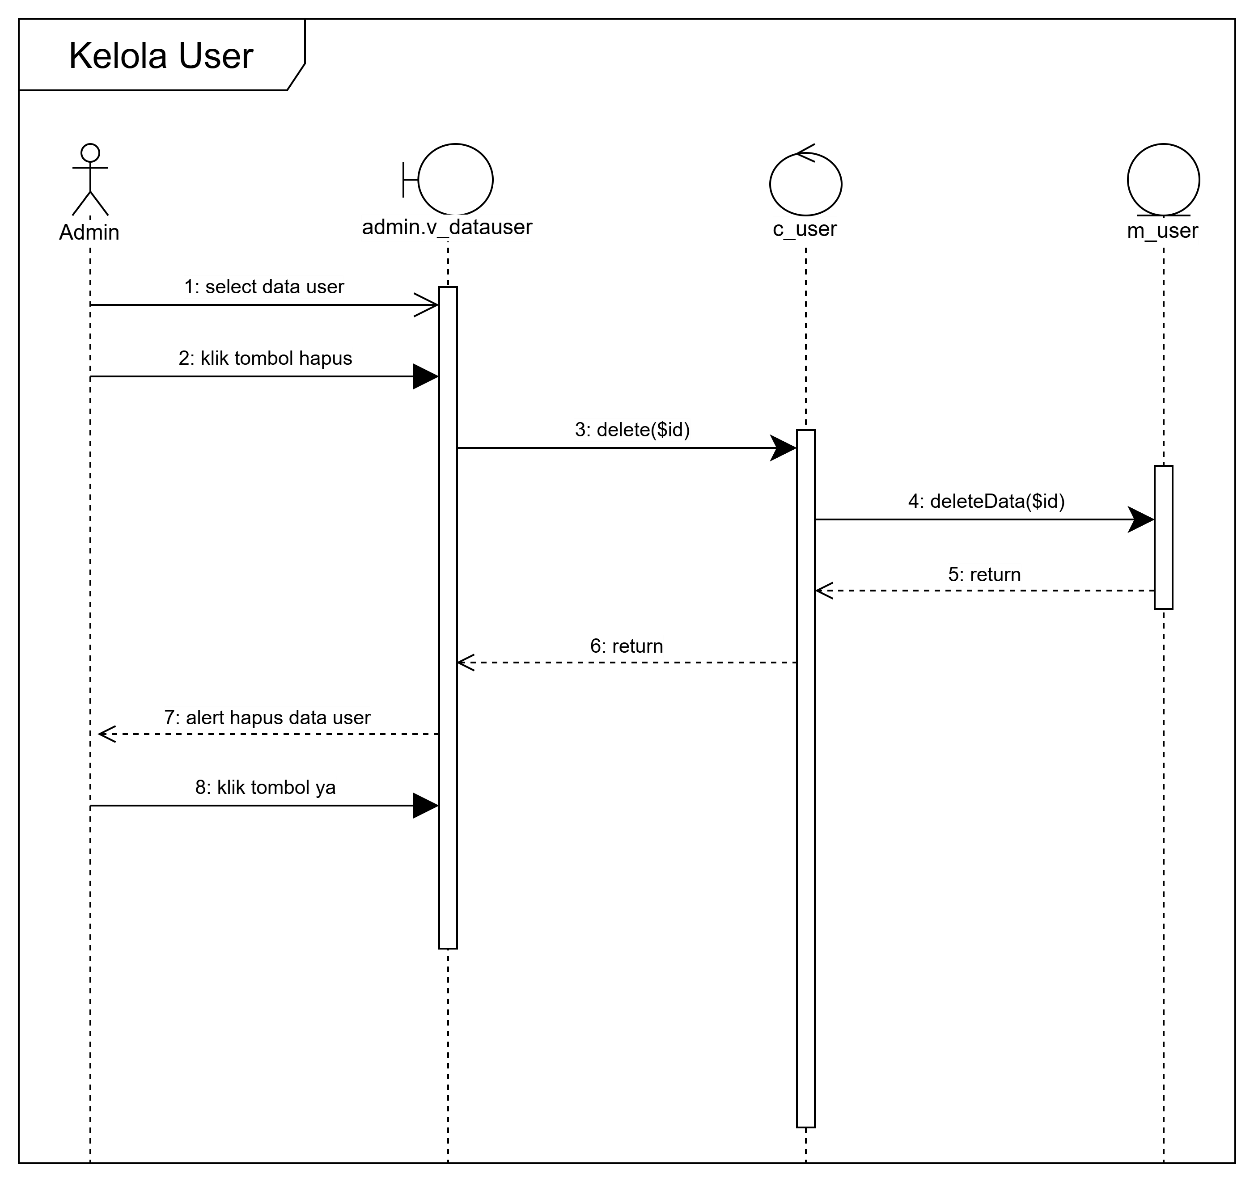 Kelola User
Admin
admin.v_datauser
c_user
m_user
1: select data user
2: klik tombol hapus
3: delete($id)
4: deleteData($id)
5: return
6: return
7: alert hapus data user
8: klik tombol ya